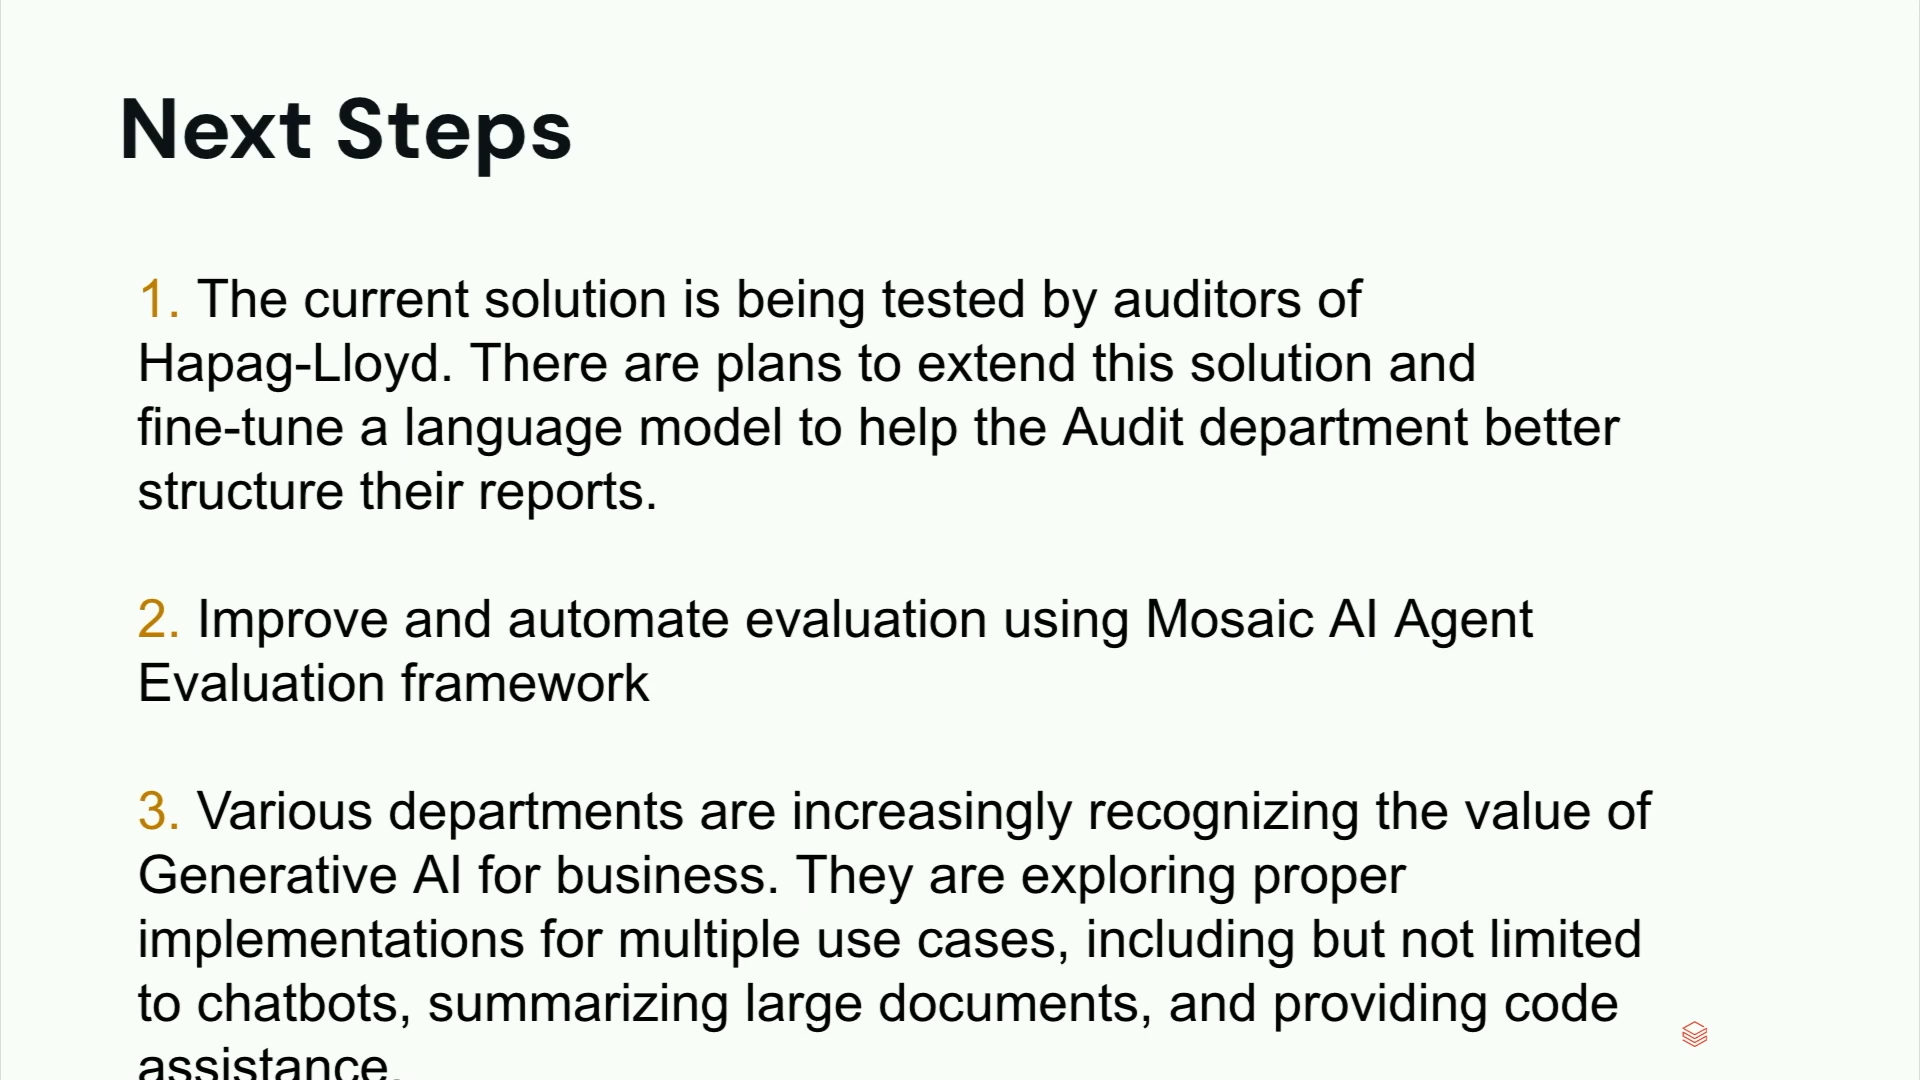 Next Steps
1. The current solution is being tested by auditors of
Hapag-Lloyd. There are plans to extend this solution and
fine-tune a language model to help the Audit department better
structure their reports.
2. Improve and automate evaluation using Mosaic AI Agent
Evaluation framework
3. Various departments are increasingly recognizing the value of
Generative AI for business. They are exploring proper
implementations for multiple use cases, including but not limited
to chatbots, summarizing large documents, and providing code
assistance.